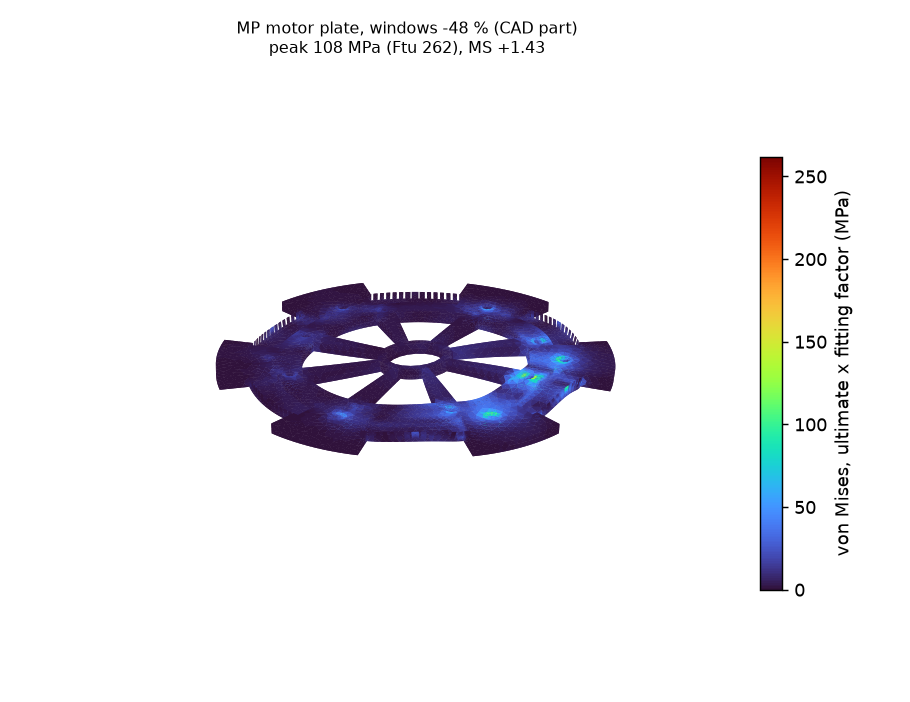 MP motor plate, windows -48 % (CAD part)
peak 108 MPa (Ftu 262), MS +1.43
250
200
150
100
50
0
von Mises, ultimate x fitting factor (MPa)